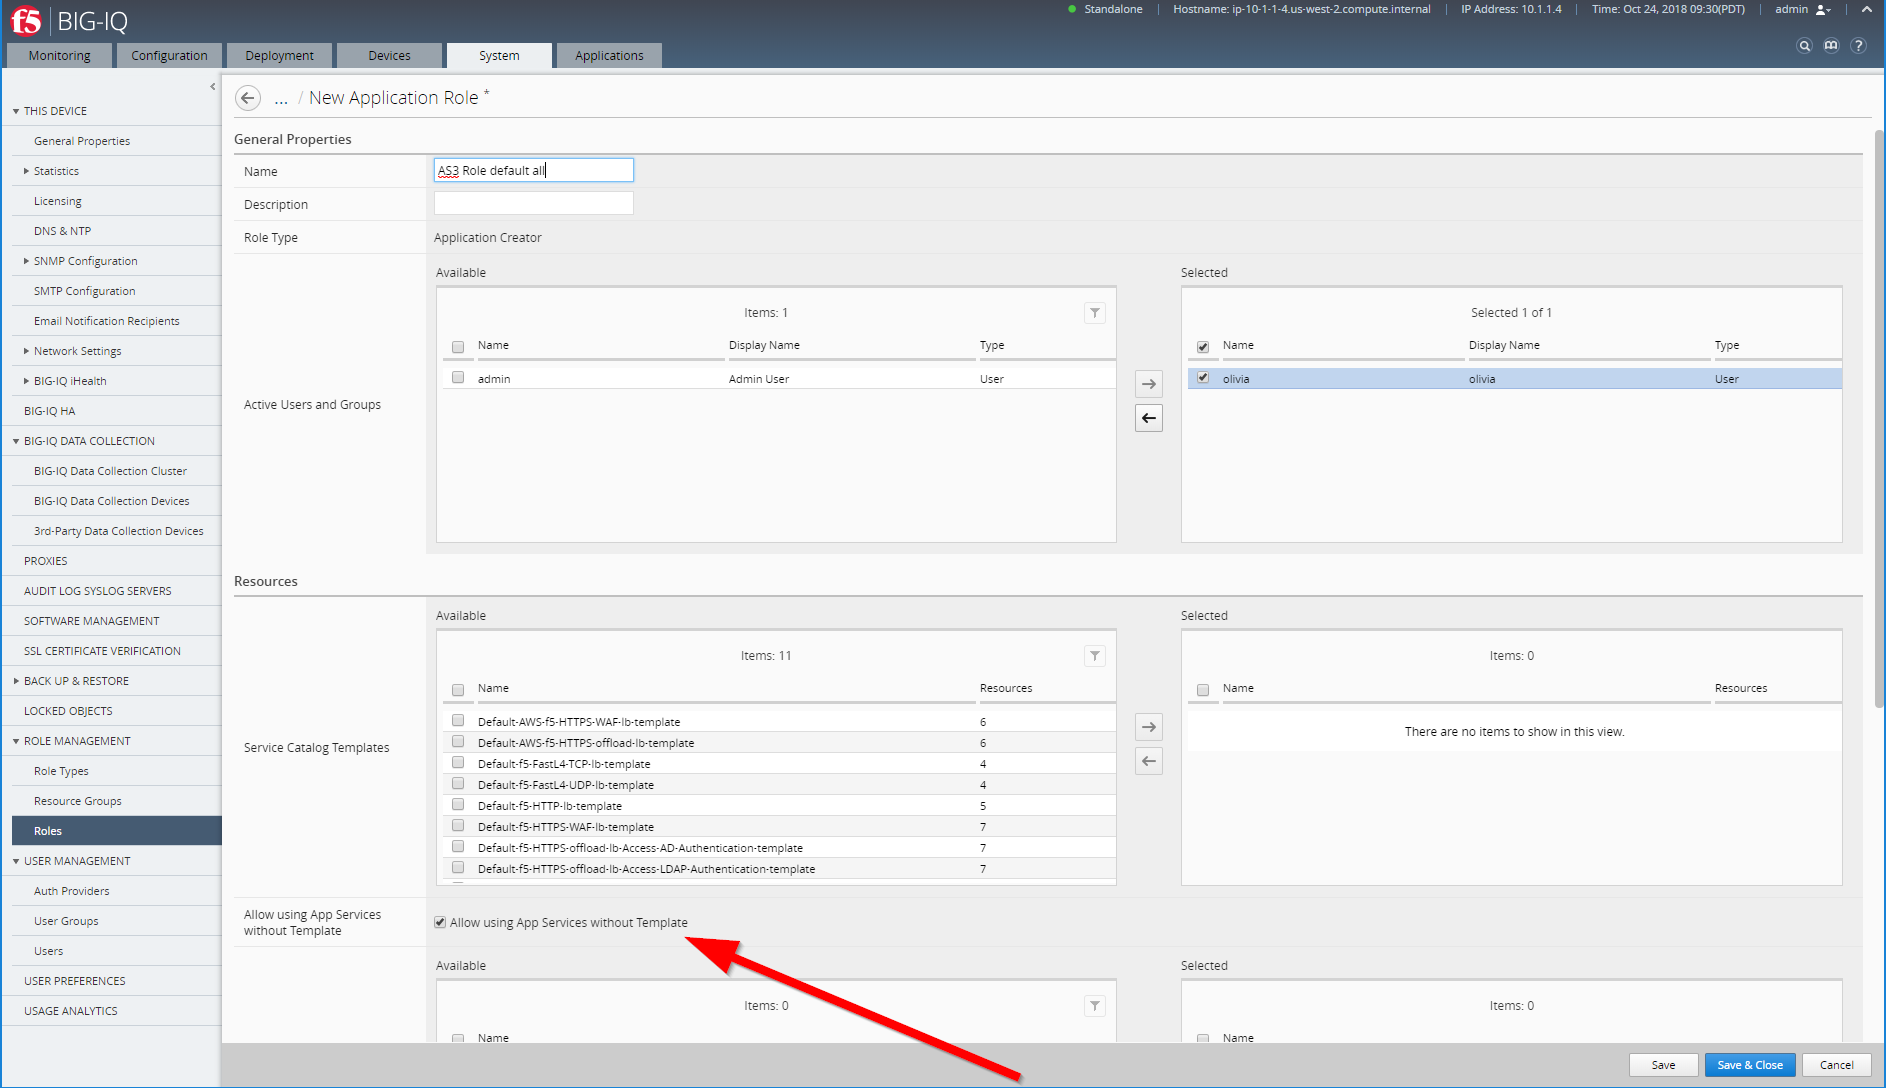 f5 BIG-IQ
Standalone Hostname: ip-10-1-1-4.us-west-2.compute.internal IP Address: 10.1.1.4 Time: Oct 24, 2018 09:30(PDT) admin
Monitoring Configuration Deployment Devices System Applications
THIS DEVICE
General Properties
Statistics
Licensing
DNS & NTP
SNMP Configuration
SMTP Configuration
Email Notification Recipients
Network Settings
BIG-IQ iHealth
BIG-IQ HA
BIG-IQ DATA COLLECTION
BIG-IQ Data Collection Cluster
BIG-IQ Data Collection Devices
3rd-Party Data Collection Devices
PROXIES
AUDIT LOG SYSLOG SERVERS
SOFTWARE MANAGEMENT
SSL CERTIFICATE VERIFICATION
BACK UP & RESTORE
LOCKED OBJECTS
ROLE MANAGEMENT
Role Types
Resource Groups
Roles
USER MANAGEMENT
Auth Providers
User Groups
Users
USER PREFERENCES
USAGE ANALYTICS
... / New Application Role *
General Properties
Name AS3 Role default all
Description
Role Type Application Creator
Active Users and Groups
Available
Items: 1
Name Display Name Type
admin Admin User User
Selected
Selected 1 of 1
Name Display Name Type
olivia olivia User
Resources
Service Catalog Templates
Available
Items: 11
Name Resources
Default-AWS-f5-HTTPS-WAF-lb-template 6
Default-AWS-f5-HTTPS-offload-lb-template 6
Default-f5-FastL4-TCP-lb-template 4
Default-f5-FastL4-UDP-lb-template 4
Default-f5-HTTP-lb-template 5
Default-f5-HTTPS-WAF-lb-template 7
Default-f5-HTTPS-offload-lb-Access-AD-Authentication-template 7
Default-f5-HTTPS-offload-lb-Access-LDAP-Authentication-template 7
Selected
Items: 0
Name Resources
There are no items to show in this view.
Allow using App Services
without Template
Allow using App Services without Template
Available
Items: 0
Name
Selected
Items: 0
Name
Save Save & Close Cancel